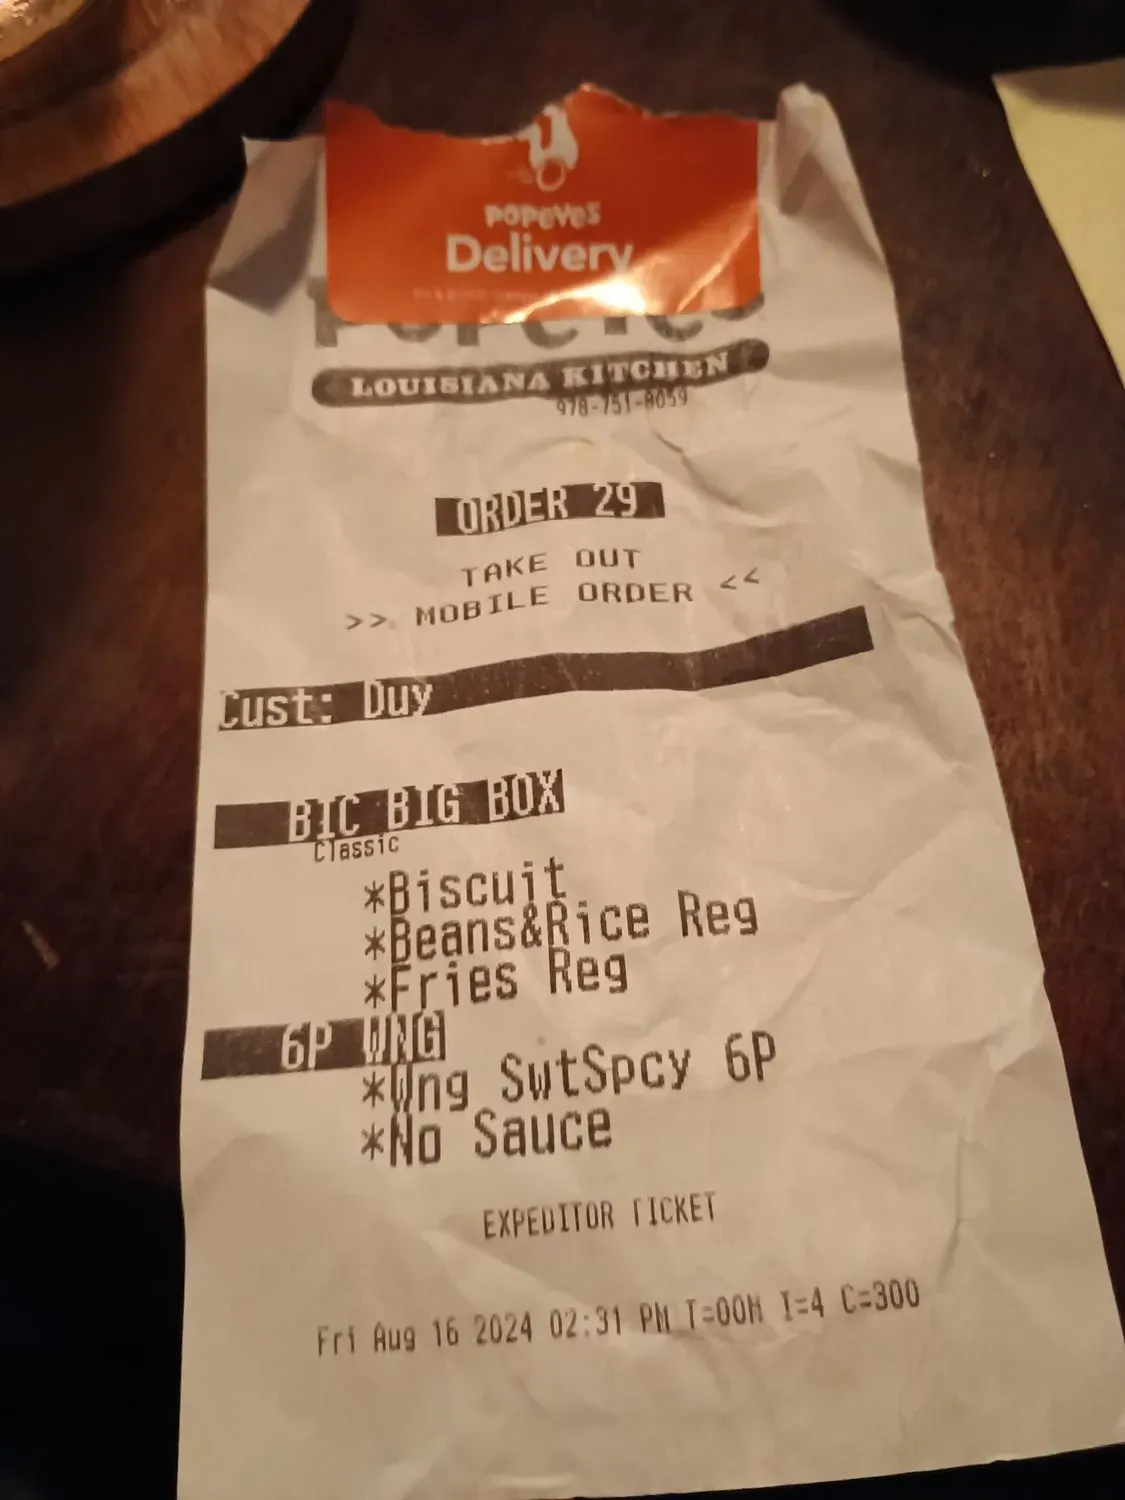 POPEYES
Delivery
LOUISIANA KITCHEN
978-751-8059
ORDER 29
TAKE OUT
>> MOBILE ORDER <<
Cust: Duy
BIC BIG BOX
Classic
*Biscuit
*Beans&Rice Reg
*Fries Reg
6P WNG
*Wng SwtSpcy 6P
*No Sauce
EXPEDITOR TICKET
Fri Aug 16 2024 02:31 PM T=00M I=4 C=300